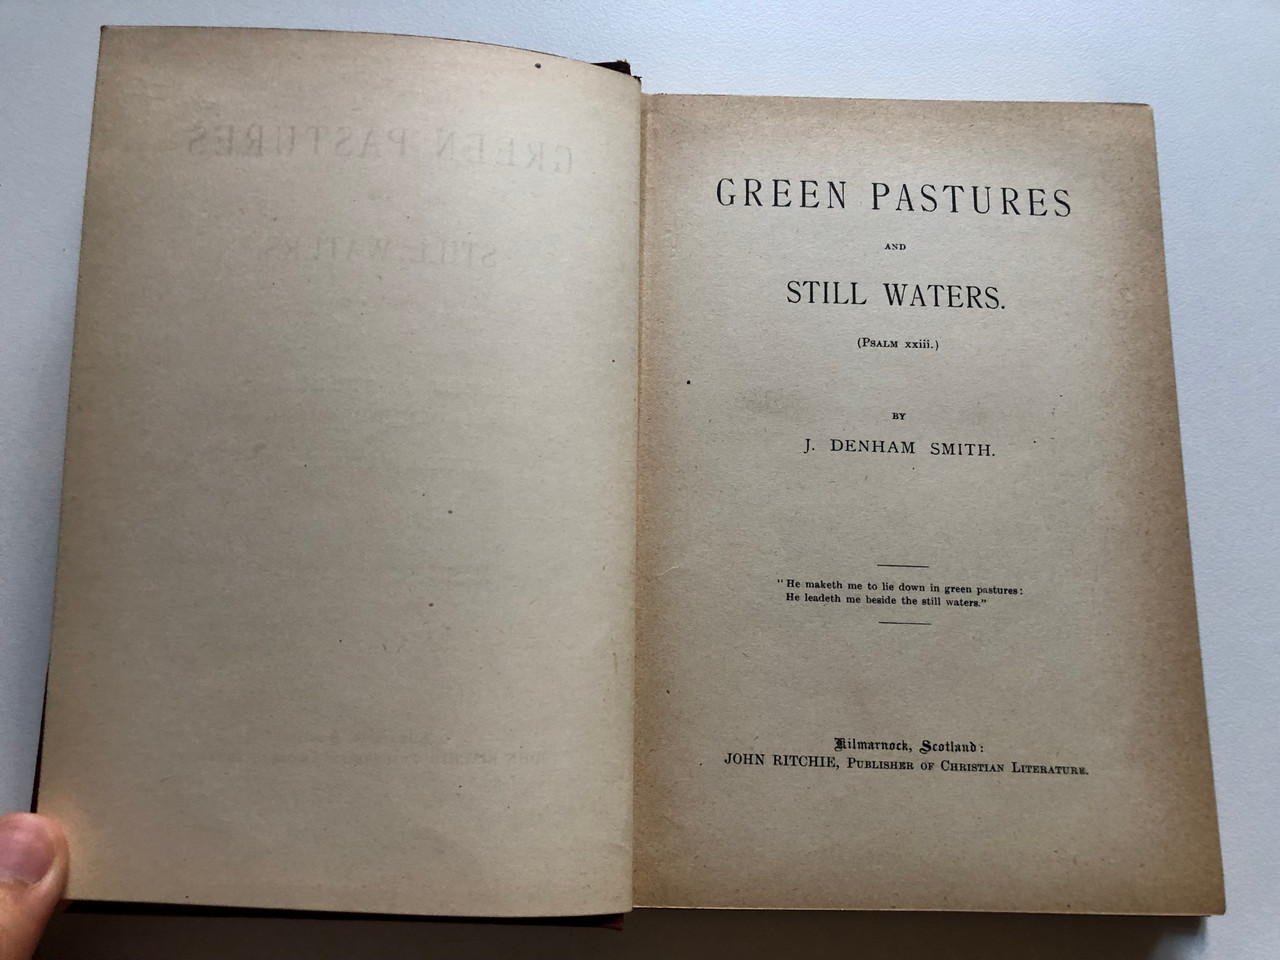 GREEN PASTURES
AND
STILL WATERS.
(Psalm xxiii.)
BY
J. DENHAM SMITH.
"He maketh me to lie down in green pastures:
He leadeth me beside the still waters."
Kilmarnock, Scotland:
JOHN RITCHIE, Publisher of Christian Literature.